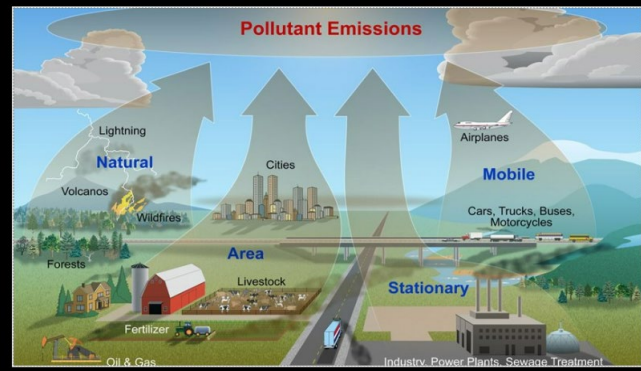 Pollutant Emissions
Lightning
Natural
Volcanos
Wildfires
Forests
Cities
Area
Livestock
Fertilizer
Oil & Gas
Airplanes
Mobile
Cars, Trucks, Buses,
Motorcycles
Stationary
Industry, Power Plants, Sewage Treatment